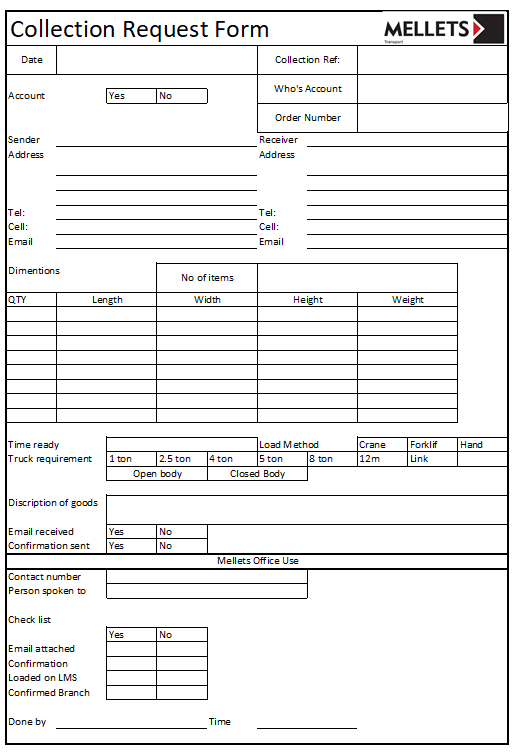 Collection Request Form
MELLETS
Transport
Date
Collection Ref:
Account Yes No
Who's Account
Order Number
Sender Receiver
Address Address
Tel: Tel:
Cell: Cell:
Email Email
Dimentions
No of items
QTY Length Width Height Weight
Time ready Load Method Crane Forklif Hand
Truck requirement 1 ton 2.5 ton 4 ton 5 ton 8 ton 12m Link
Open body Closed Body
Discription of goods
Email received Yes No
Confirmation sent Yes No
Mellets Office Use
Contact number
Person spoken to
Check list
Yes No
Email attached
Confirmation
Loaded on LMS
Confirmed Branch
Done by Time